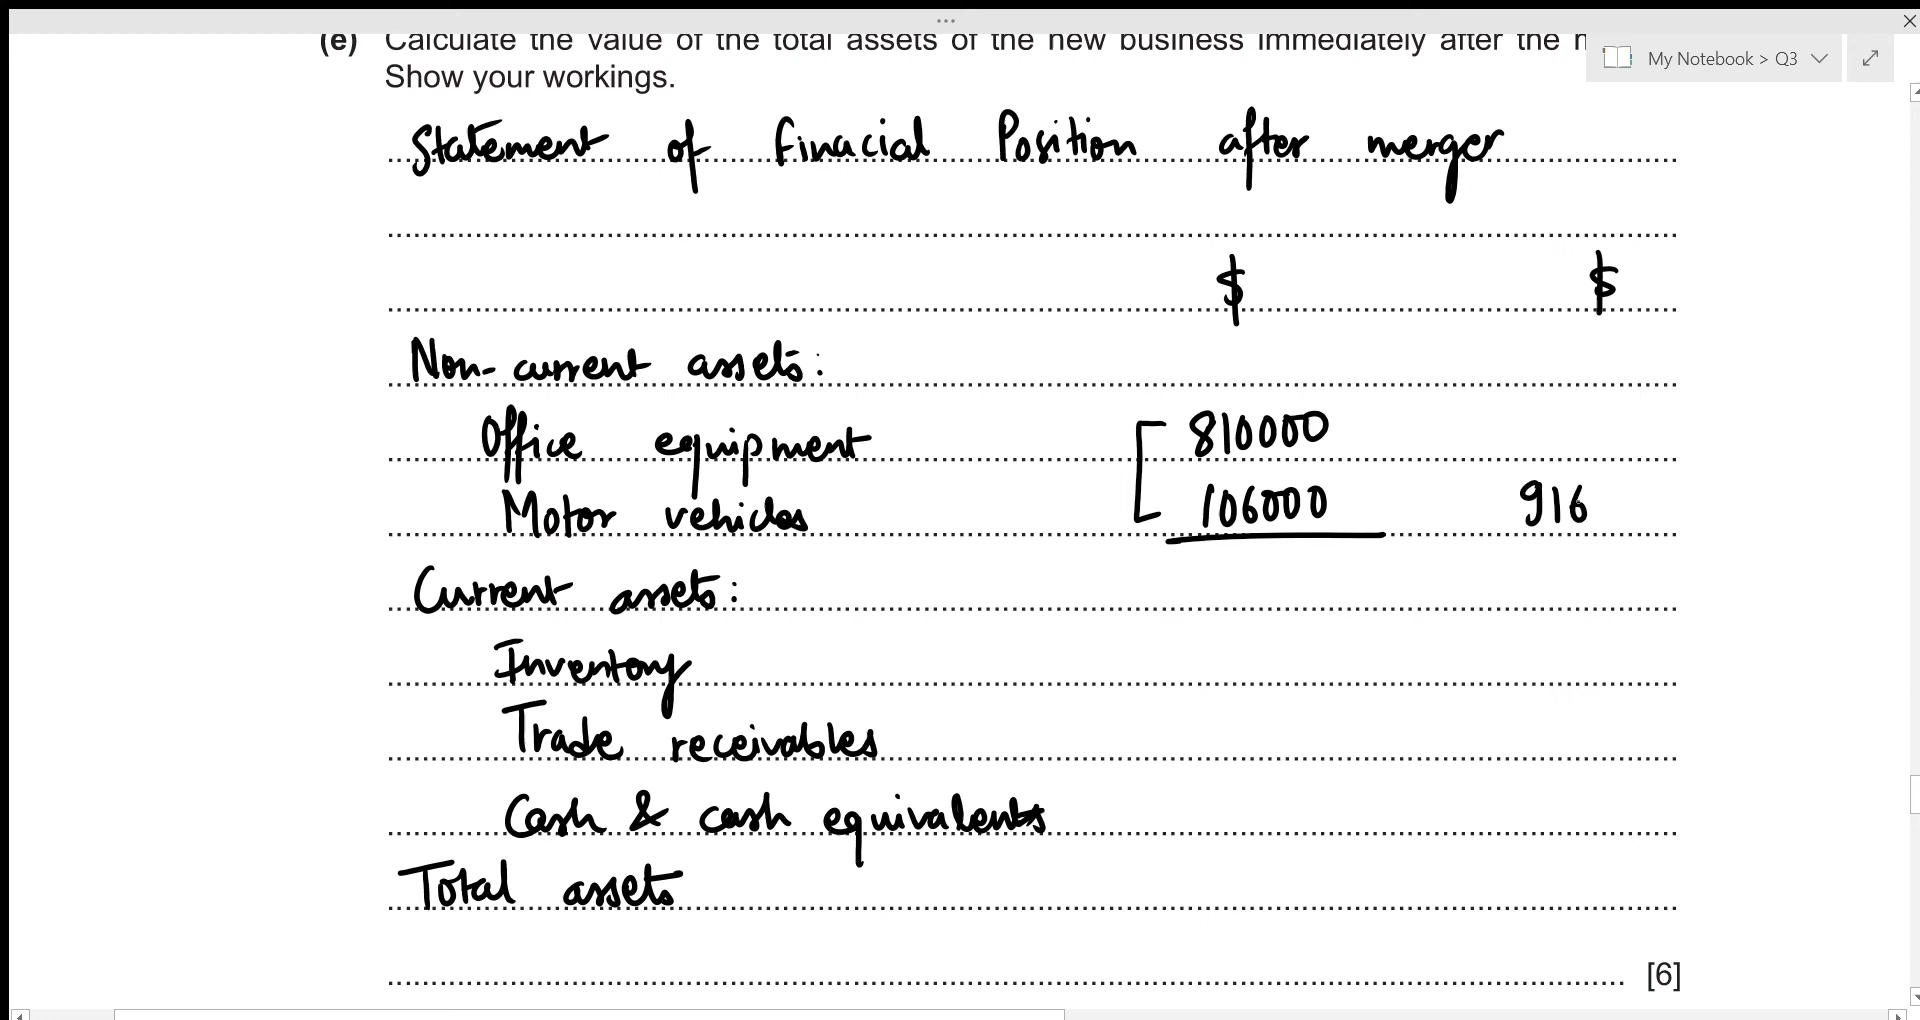 ...
My Notebook > Q3
(e) Calculate the value of the total assets of the new business immediately after the
Show your workings.
Statement of Finacial Position after merger
$ $
Non-current assets:
Office equipment 810000
Motor vehicles 106000 916
Current assets:
Inventory
Trade receivables
Cash & cash equivalents
Total assets
[6]